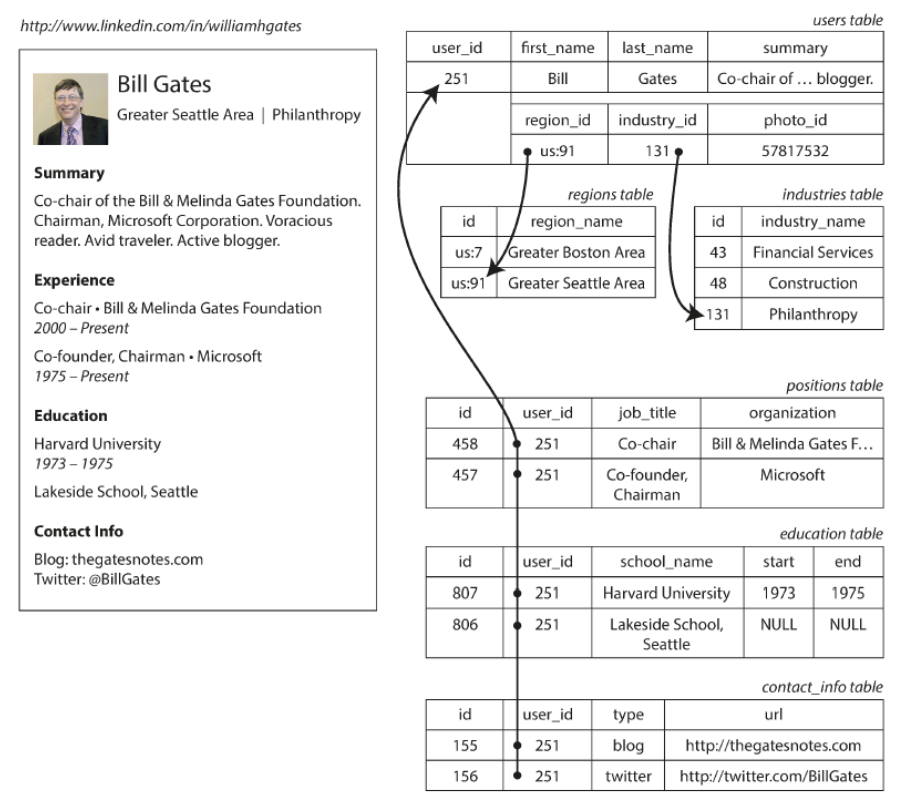 http://www.linkedin.com/in/williamhgates
Bill Gates
Greater Seattle Area | Philanthropy
Summary
Co-chair of the Bill & Melinda Gates Foundation.
Chairman, Microsoft Corporation. Voracious
reader. Avid traveler. Active blogger.
Experience
Co-chair • Bill & Melinda Gates Foundation
2000 – Present
Co-founder, Chairman • Microsoft
1975 – Present
Education
Harvard University
1973 – 1975
Lakeside School, Seattle
Contact Info
Blog: thegatesnotes.com
Twitter: @BillGates
users table
user_id first_name last_name summary
251 Bill Gates Co-chair of … blogger.
region_id industry_id photo_id
us:91 131 57817532
regions table
id region_name
us:7 Greater Boston Area
us:91 Greater Seattle Area
industries table
id industry_name
43 Financial Services
48 Construction
131 Philanthropy
positions table
id user_id job_title organization
458 251 Co-chair Bill & Melinda Gates F…
457 251 Co-founder, Microsoft
Chairman
education table
id user_id school_name start end
807 251 Harvard University 1973 1975
806 251 Lakeside School, NULL NULL
Seattle
contact_info table
id user_id type url
155 251 blog http://thegatesnotes.com
156 251 twitter http://twitter.com/BillGates